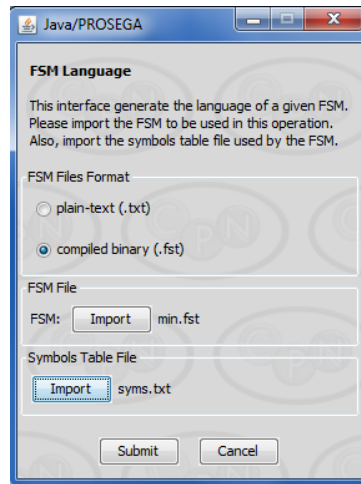 Java/PROSEGA
FSM Language
This interface generate the language of a given FSM.
Please import the FSM to be used in this operation.
Also, import the symbols table file used by the FSM.
FSM Files Format
plain-text (.txt)
compiled binary (.fst)
FSM File
FSM: Import min.fst
Symbols Table File
Import syms.txt
Submit Cancel